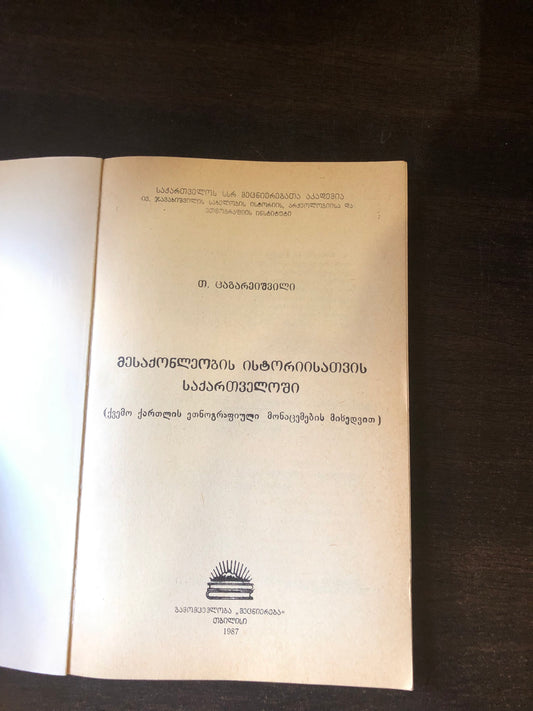 საქართველოს სსრ მეცნიერებათა აკადემია
ივ. ჯავახიშვილის სახელობის ისტორიის, არქეოლოგიისა და
ეთნოგრაფიის ინსტიტუტი
თ. ცაგარეიშვილი
მესაქონლეობის ისტორიისათვის
საქართველოში
(ქვემო ქართლის ეთნოგრაფიული მონაცემების მიხედვით)
გამომცემლობა „მეცნიერება“
თბილისი
1987